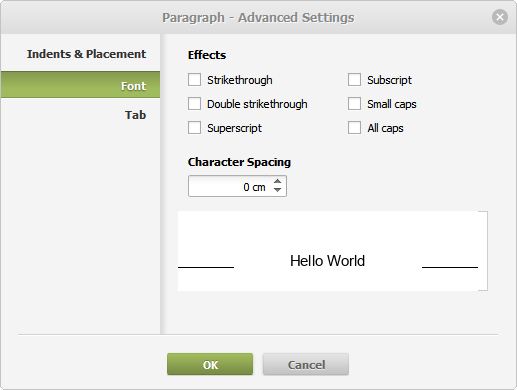 Paragraph - Advanced Settings
Indents & Placement
Font
Tab
Effects
Strikethrough
Subscript
Double strikethrough
Small caps
Superscript
All caps
Character Spacing
0 cm
Hello World
OK
Cancel